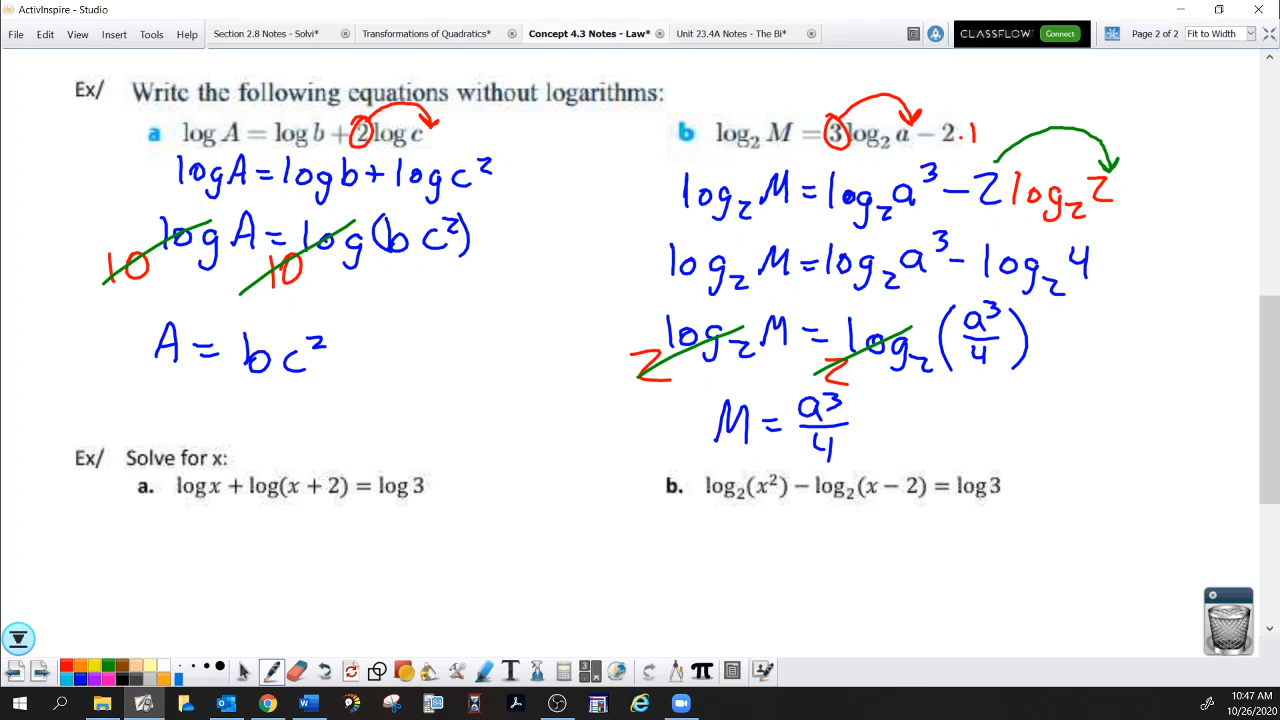 ActivInspire - Studio
File Edit View Insert Tools Help
Section 2.8 Notes - Solvi*
Transformations of Quadratics*
Concept 4.3 Notes - Law*
Unit 23.4A Notes - The Bi*
CLASSFLOW Connect
Page 2 of 2
Fit to Width
Ex/ Write the following equations without logarithms:
a log A = log b + 2 log c
log A = log b + log c²
log A = log (b c²)
10 10
A = b c²
b log₂ M = 3 log₂ a − 2 · 1
log₂ M = log₂ a³ − 2 log₂ 2
log₂ M = log₂ a³ − log₂ 4
log₂ M = log₂ (a³/4)
2 2
M = a³/4
Ex/ Solve for x:
a. log x + log(x + 2) = log 3
b. log₂(x²) − log₂(x − 2) = log 3
10:47 AM
10/26/2020